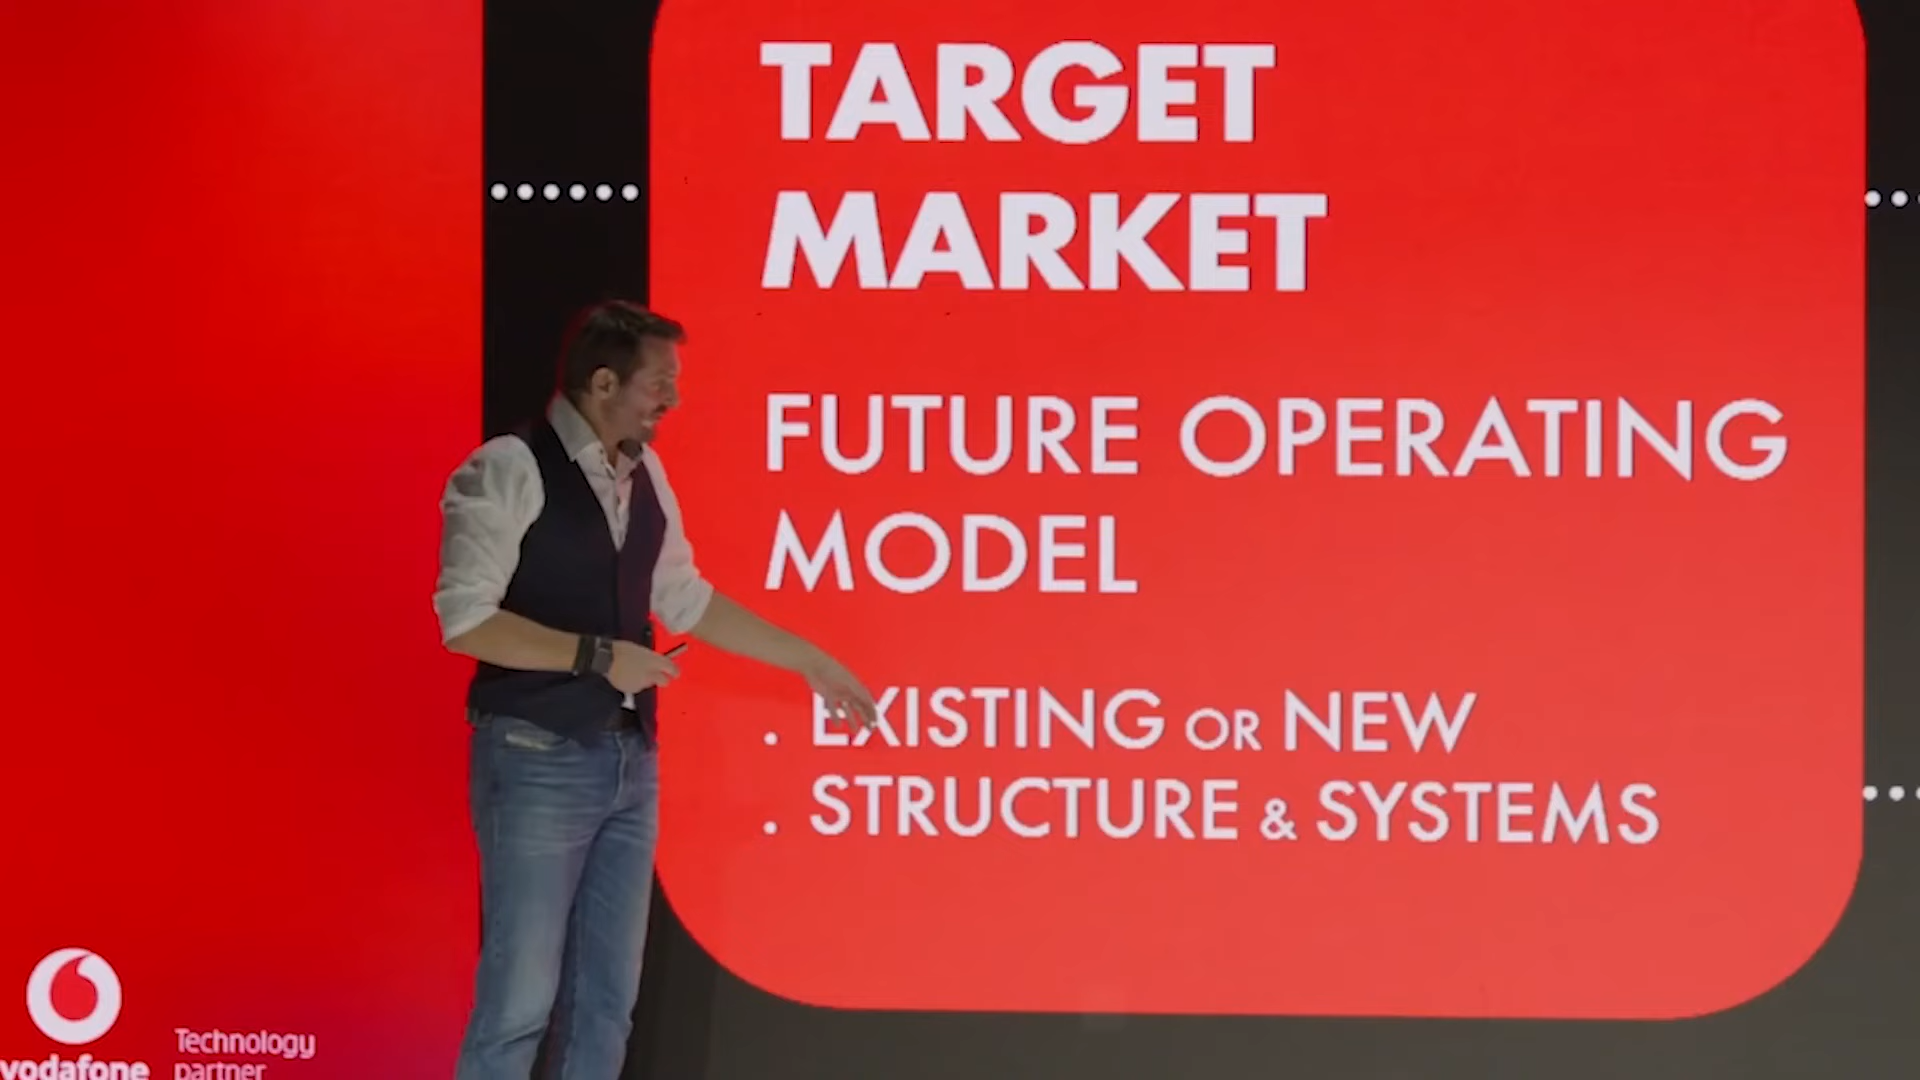 TARGET
MARKET
FUTURE OPERATING
MODEL
. EXISTING OR NEW
. STRUCTURE & SYSTEMS
vodafone
Technology
partner